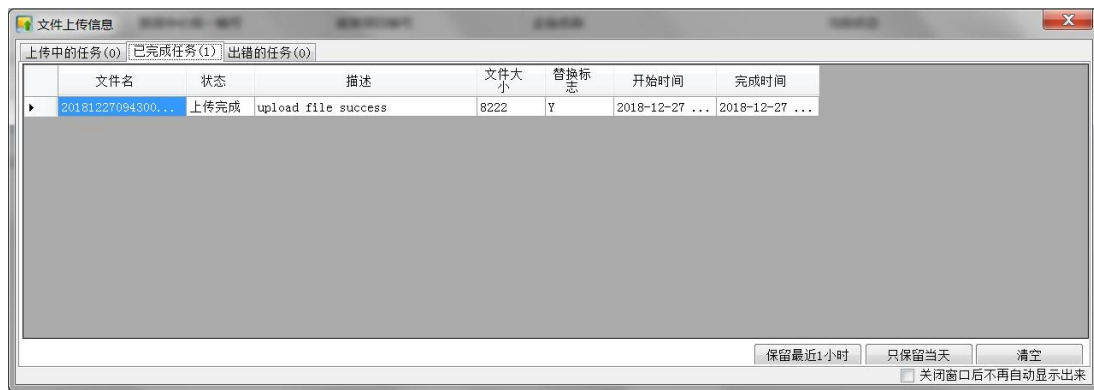 文件上传信息
上传中的任务(0) 已完成任务(1) 出错的任务(0)
文件名 状态 描述 文件大小 替换标志 开始时间 完成时间
20181227094300... 上传完成 upload file success 8222 Y 2018-12-27 ... 2018-12-27 ...
保留最近1小时 只保留当天 清空
关闭窗口后不再自动显示出来